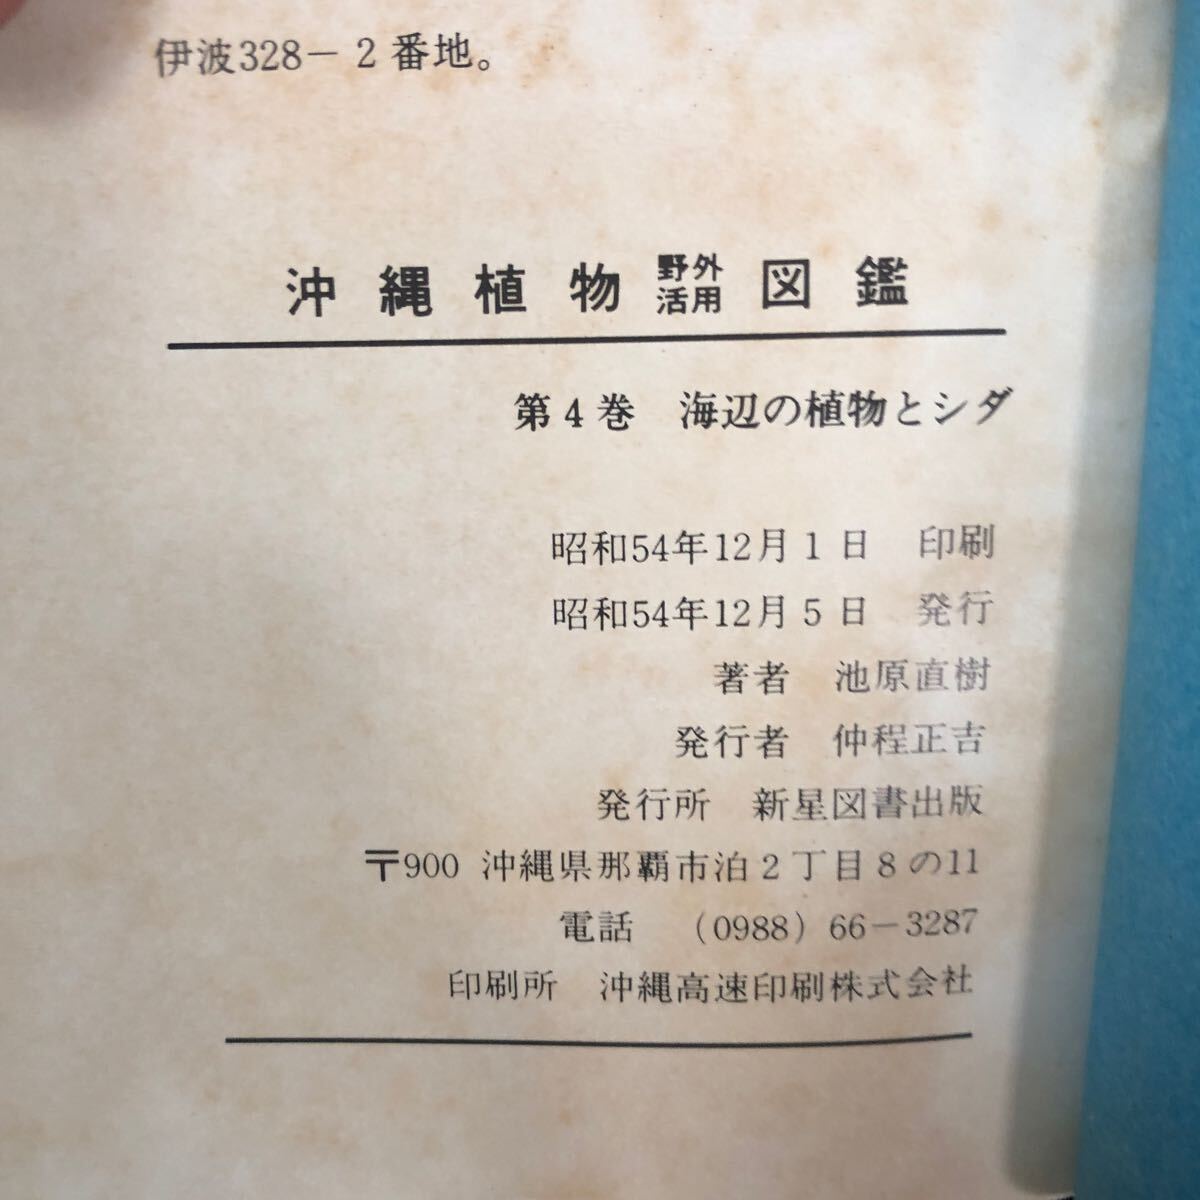 伊波328－2番地。
沖縄植物野外活用図鑑
第4巻　海辺の植物とシダ
昭和54年12月1日　印刷
昭和54年12月5日　発行
著者　池原直樹
発行者　仲程正吉
発行所　新星図書出版
〒900 沖縄県那覇市泊2丁目8の11
電話　(0988) 66－3287
印刷所　沖縄高速印刷株式会社